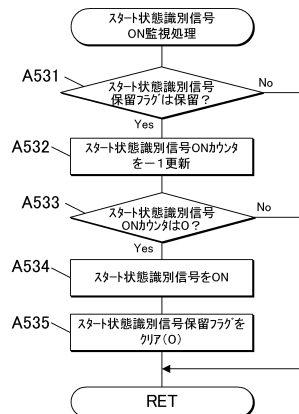 スタート状態識別信号
ON監視処理
A531
スタート状態識別信号
保留フラグは保留？
No
Yes
A532
スタート状態識別信号ONカウンタ
を－1更新
A533
スタート状態識別信号
ONカウンタは0？
No
Yes
A534
スタート状態識別信号をON
A535
スタート状態識別信号保留フラグを
クリア(0)
RET